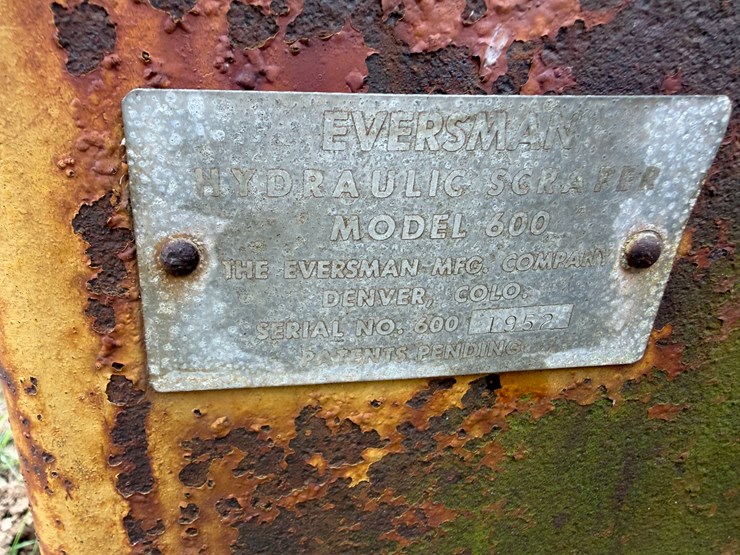 EVERSMAN
HYDRAULIC SCRAPER
MODEL 600
THE EVERSMAN MFG. COMPANY
DENVER, COLO.
SERIAL NO. 600 1952
PATENTS PENDING